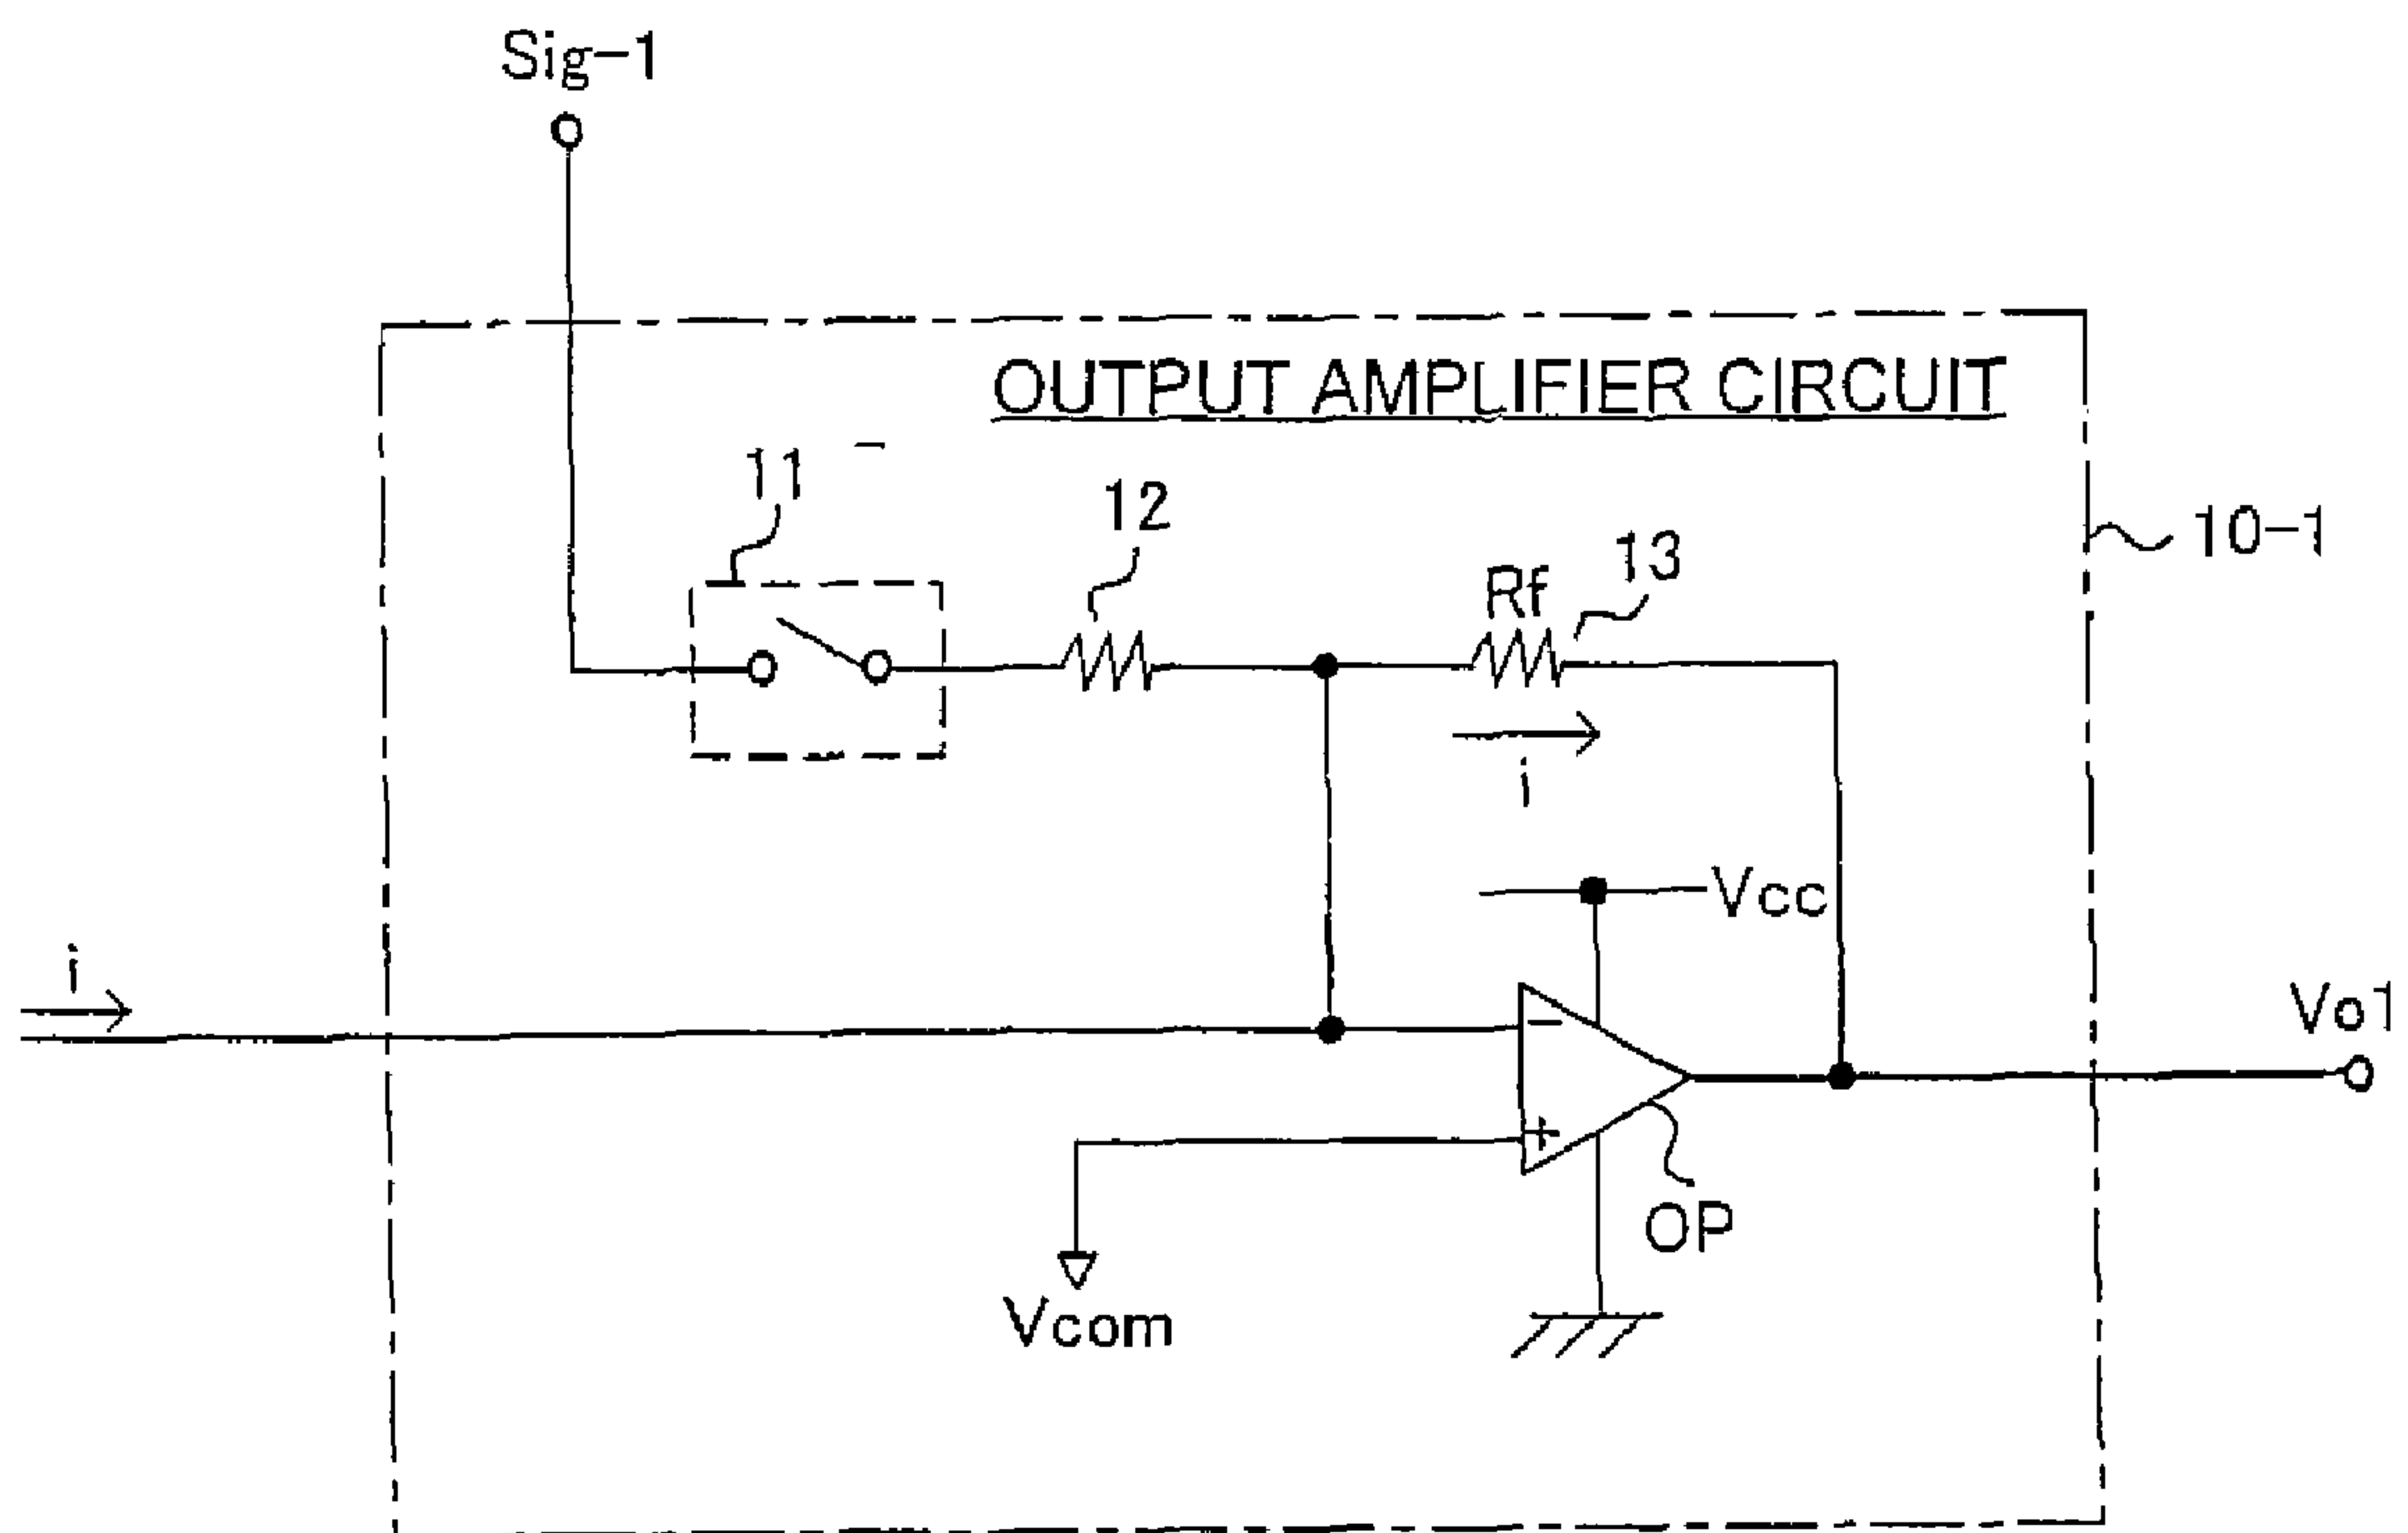 Sig-1
OUTPUT AMPLIFIER CIRCUIT
11
12
Rf
13
10-1
i
Vcc
i
Vo1
-
+
OP
Vcom